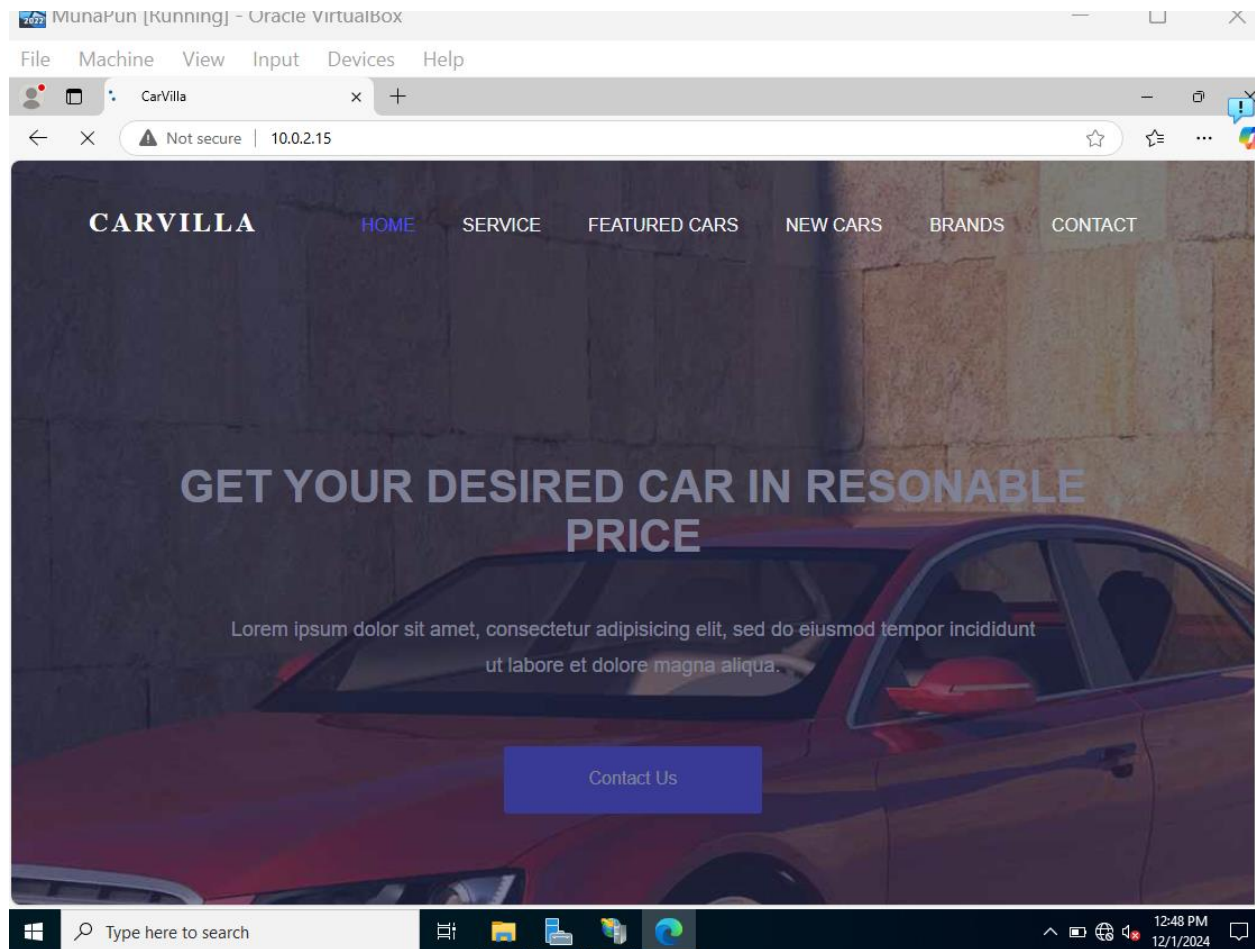 2022 MunaPun [Running] - Oracle VirtualBox
File Machine View Input Devices Help
CarVilla
Not secure 10.0.2.15
CARVILLA HOME SERVICE FEATURED CARS NEW CARS BRANDS CONTACT
GET YOUR DESIRED CAR IN RESONABLE
PRICE
Lorem ipsum dolor sit amet, consectetur adipisicing elit, sed do eiusmod tempor incididunt
ut labore et dolore magna aliqua.
Contact Us
Type here to search
12:48 PM
12/1/2024